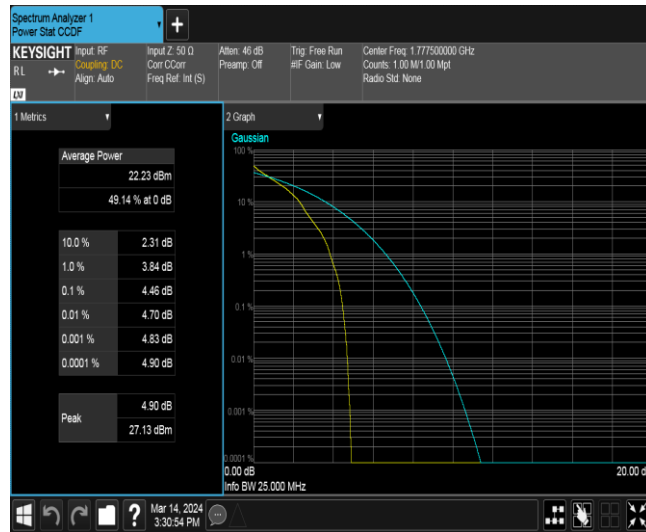 Spectrum Analyzer 1
Power Stat CCDF
+
KEYSIGHT
RL
LXI
Input: RF
Coupling: DC
Align: Auto
Input Z: 50 Ω
Corr CCorr
Freq Ref: Int (S)
Atten: 46 dB
Preamp: Off
Trig: Free Run
#IF Gain: Low
Center Freq: 1.777500000 GHz
Counts: 1.00 M/1.00 Mpt
Radio Std: None
1 Metrics
Average Power
22.23 dBm
49.14 % at 0 dB
10.0 % 2.31 dB
1.0 % 3.84 dB
0.1 % 4.46 dB
0.01 % 4.70 dB
0.001 % 4.83 dB
0.0001 % 4.90 dB
Peak
4.90 dB
27.13 dBm
2 Graph
Gaussian
100 %
10 %
1 %
0.1 %
0.01 %
0.001 %
0.0001 %
0.00 dB
20.00 d
Info BW 25.000 MHz
?
Mar 14, 2024
3:30:54 PM